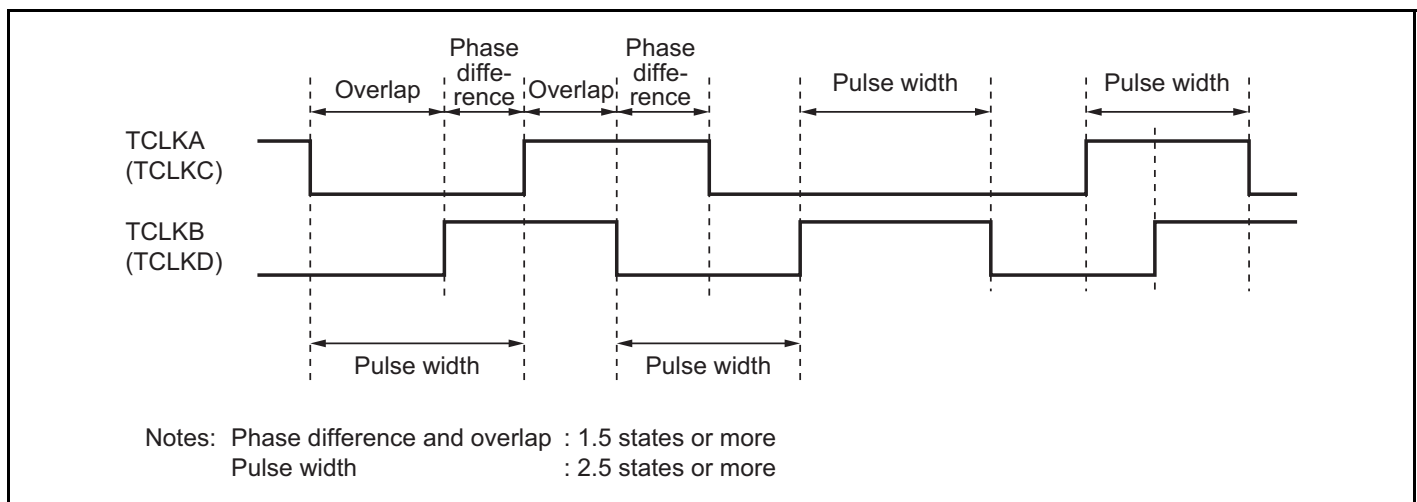 Phase
diffe-
rence
Phase
diffe-
rence
Overlap
Overlap
Pulse width
Pulse width
TCLKA
(TCLKC)
TCLKB
(TCLKD)
Pulse width
Pulse width
Notes: Phase difference and overlap : 1.5 states or more
Pulse width : 2.5 states or more